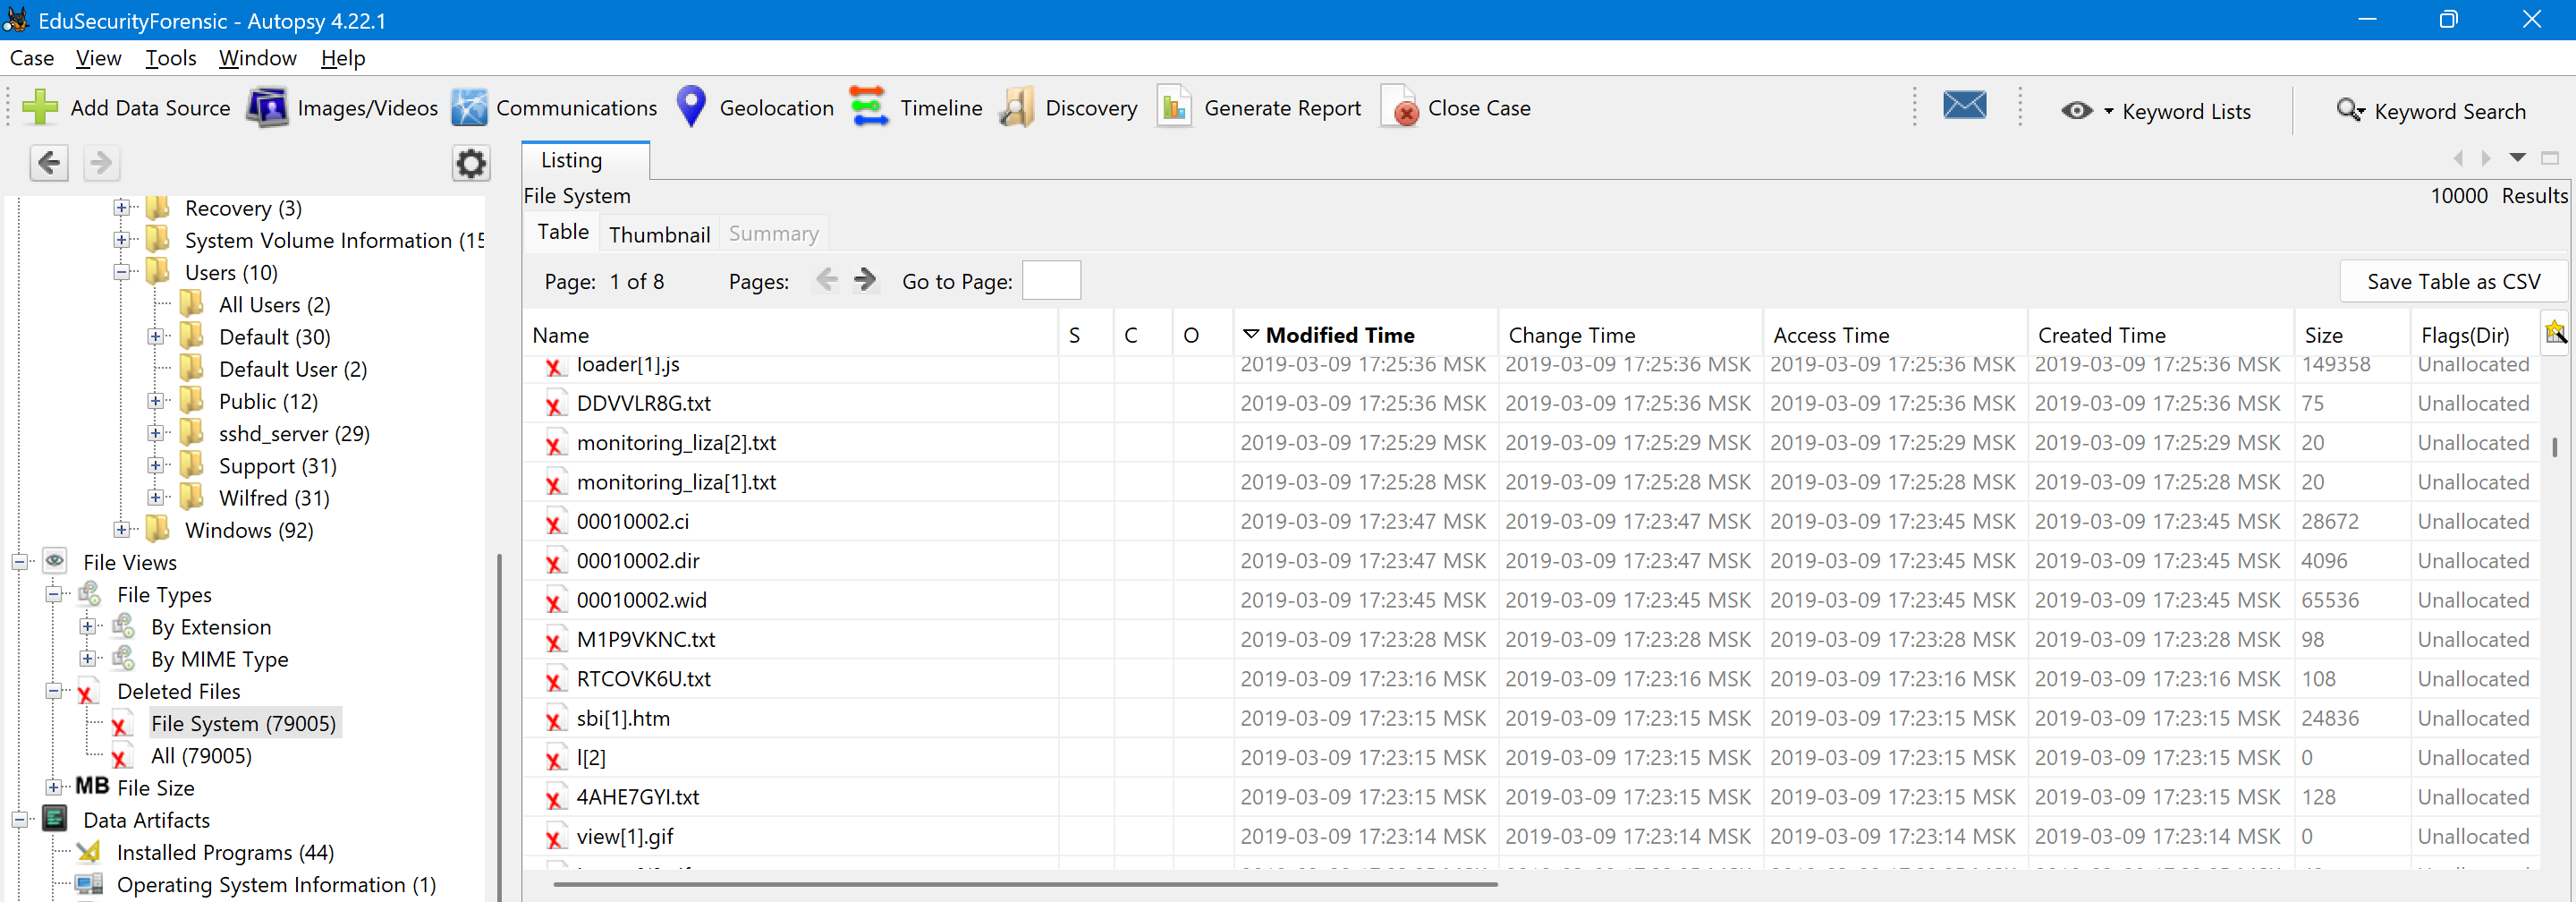 EduSecurityForensic - Autopsy 4.22.1
Case View Tools Window Help
Add Data Source Images/Videos Communications Geolocation Timeline Discovery Generate Report Close Case Keyword Lists Keyword Search
Recovery (3)
System Volume Information (15
Users (10)
All Users (2)
Default (30)
Default User (2)
Public (12)
sshd_server (29)
Support (31)
Wilfred (31)
Windows (92)
File Views
File Types
By Extension
By MIME Type
Deleted Files
File System (79005)
All (79005)
MB File Size
Data Artifacts
Installed Programs (44)
Operating System Information (1)
Listing
File System 10000 Results
Table Thumbnail Summary
Page: 1 of 8 Pages: Go to Page: Save Table as CSV
Name S C O Modified Time Change Time Access Time Created Time Size Flags(Dir)
loader[1].js 2019-03-09 17:25:36 MSK 2019-03-09 17:25:36 MSK 2019-03-09 17:25:36 MSK 2019-03-09 17:25:36 MSK 149358 Unallocated
DDVVLR8G.txt 2019-03-09 17:25:36 MSK 2019-03-09 17:25:36 MSK 2019-03-09 17:25:36 MSK 2019-03-09 17:25:36 MSK 75 Unallocated
monitoring_liza[2].txt 2019-03-09 17:25:29 MSK 2019-03-09 17:25:29 MSK 2019-03-09 17:25:29 MSK 2019-03-09 17:25:29 MSK 20 Unallocated
monitoring_liza[1].txt 2019-03-09 17:25:28 MSK 2019-03-09 17:25:28 MSK 2019-03-09 17:25:28 MSK 2019-03-09 17:25:28 MSK 20 Unallocated
00010002.ci 2019-03-09 17:23:47 MSK 2019-03-09 17:23:47 MSK 2019-03-09 17:23:45 MSK 2019-03-09 17:23:45 MSK 28672 Unallocated
00010002.dir 2019-03-09 17:23:47 MSK 2019-03-09 17:23:47 MSK 2019-03-09 17:23:45 MSK 2019-03-09 17:23:45 MSK 4096 Unallocated
00010002.wid 2019-03-09 17:23:45 MSK 2019-03-09 17:23:45 MSK 2019-03-09 17:23:45 MSK 2019-03-09 17:23:45 MSK 65536 Unallocated
M1P9VKNC.txt 2019-03-09 17:23:28 MSK 2019-03-09 17:23:28 MSK 2019-03-09 17:23:28 MSK 2019-03-09 17:23:28 MSK 98 Unallocated
RTCOVK6U.txt 2019-03-09 17:23:16 MSK 2019-03-09 17:23:16 MSK 2019-03-09 17:23:16 MSK 2019-03-09 17:23:16 MSK 108 Unallocated
sbi[1].htm 2019-03-09 17:23:15 MSK 2019-03-09 17:23:15 MSK 2019-03-09 17:23:15 MSK 2019-03-09 17:23:15 MSK 24836 Unallocated
l[2] 2019-03-09 17:23:15 MSK 2019-03-09 17:23:15 MSK 2019-03-09 17:23:15 MSK 2019-03-09 17:23:15 MSK 0 Unallocated
4AHE7GYI.txt 2019-03-09 17:23:15 MSK 2019-03-09 17:23:15 MSK 2019-03-09 17:23:15 MSK 2019-03-09 17:23:15 MSK 128 Unallocated
view[1].gif 2019-03-09 17:23:14 MSK 2019-03-09 17:23:14 MSK 2019-03-09 17:23:14 MSK 2019-03-09 17:23:14 MSK 0 Unallocated